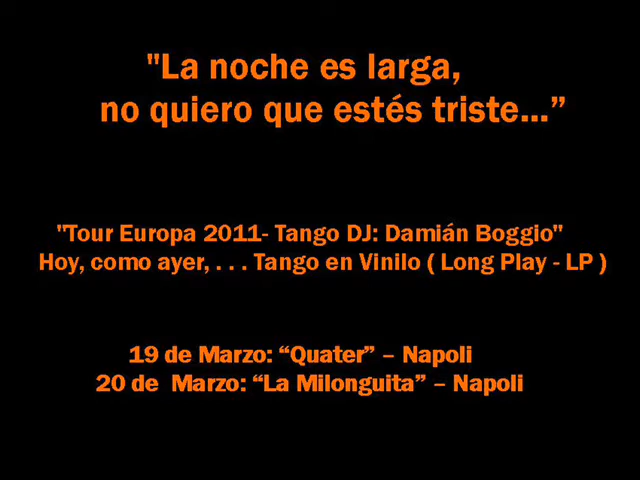 "La noche es larga,
no quiero que estés triste...”
"Tour Europa 2011- Tango DJ: Damián Boggio"
Hoy, como ayer, . . . Tango en Vinilo ( Long Play - LP )
19 de Marzo: “Quater” – Napoli
20 de  Marzo: “La Milonguita” – Napoli